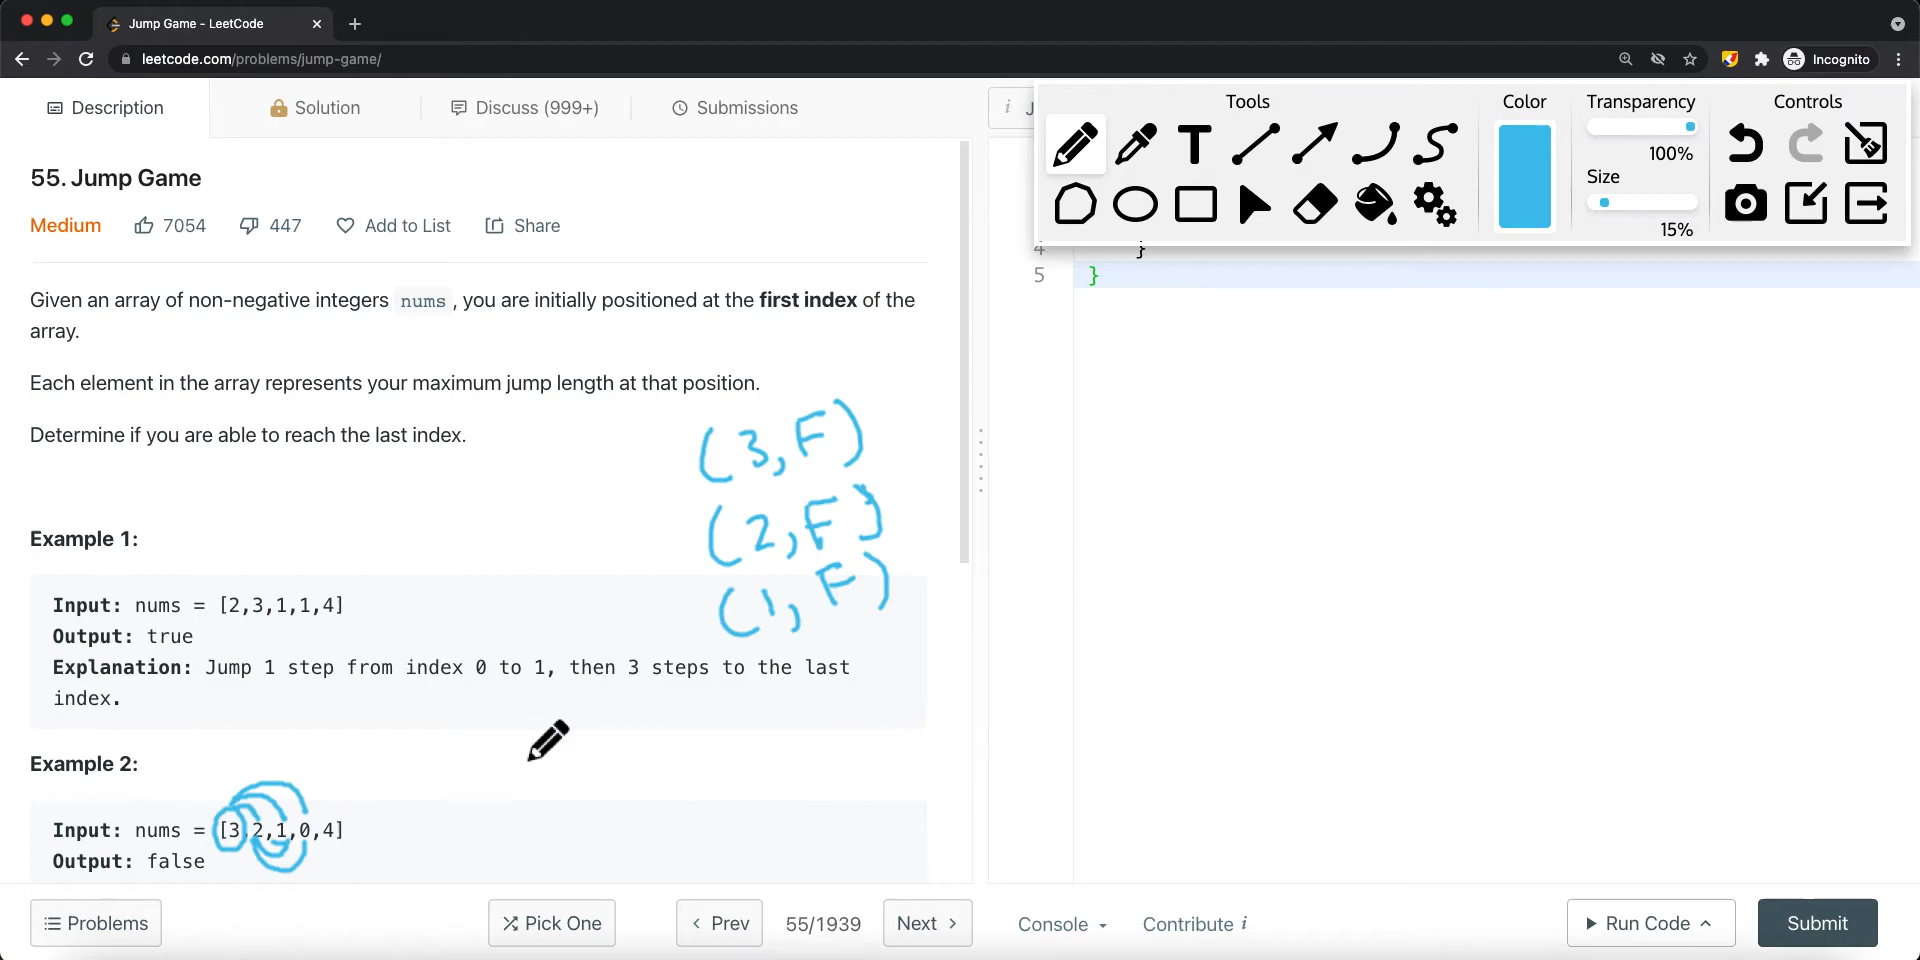 Jump Game - LeetCode
leetcode.com/problems/jump-game/
Incognito
Description
Solution
Discuss (999+)
Submissions
i
J
Tools
Color
Transparency
Controls
100%
Size
15%
55. Jump Game
Medium
7054
447
Add to List
Share
4 }
5 }
Given an array of non-negative integers nums, you are initially positioned at the first index of the
array.
Each element in the array represents your maximum jump length at that position.
Determine if you are able to reach the last index.
(3, F)
(2, F)
(1, F)
Example 1:
Input: nums = [2,3,1,1,4]
Output: true
Explanation: Jump 1 step from index 0 to 1, then 3 steps to the last
index.
Example 2:
Input: nums = [3,2,1,0,4]
Output: false
Problems
Pick One
Prev
55/1939
Next
Console
Contribute i
Run Code
Submit